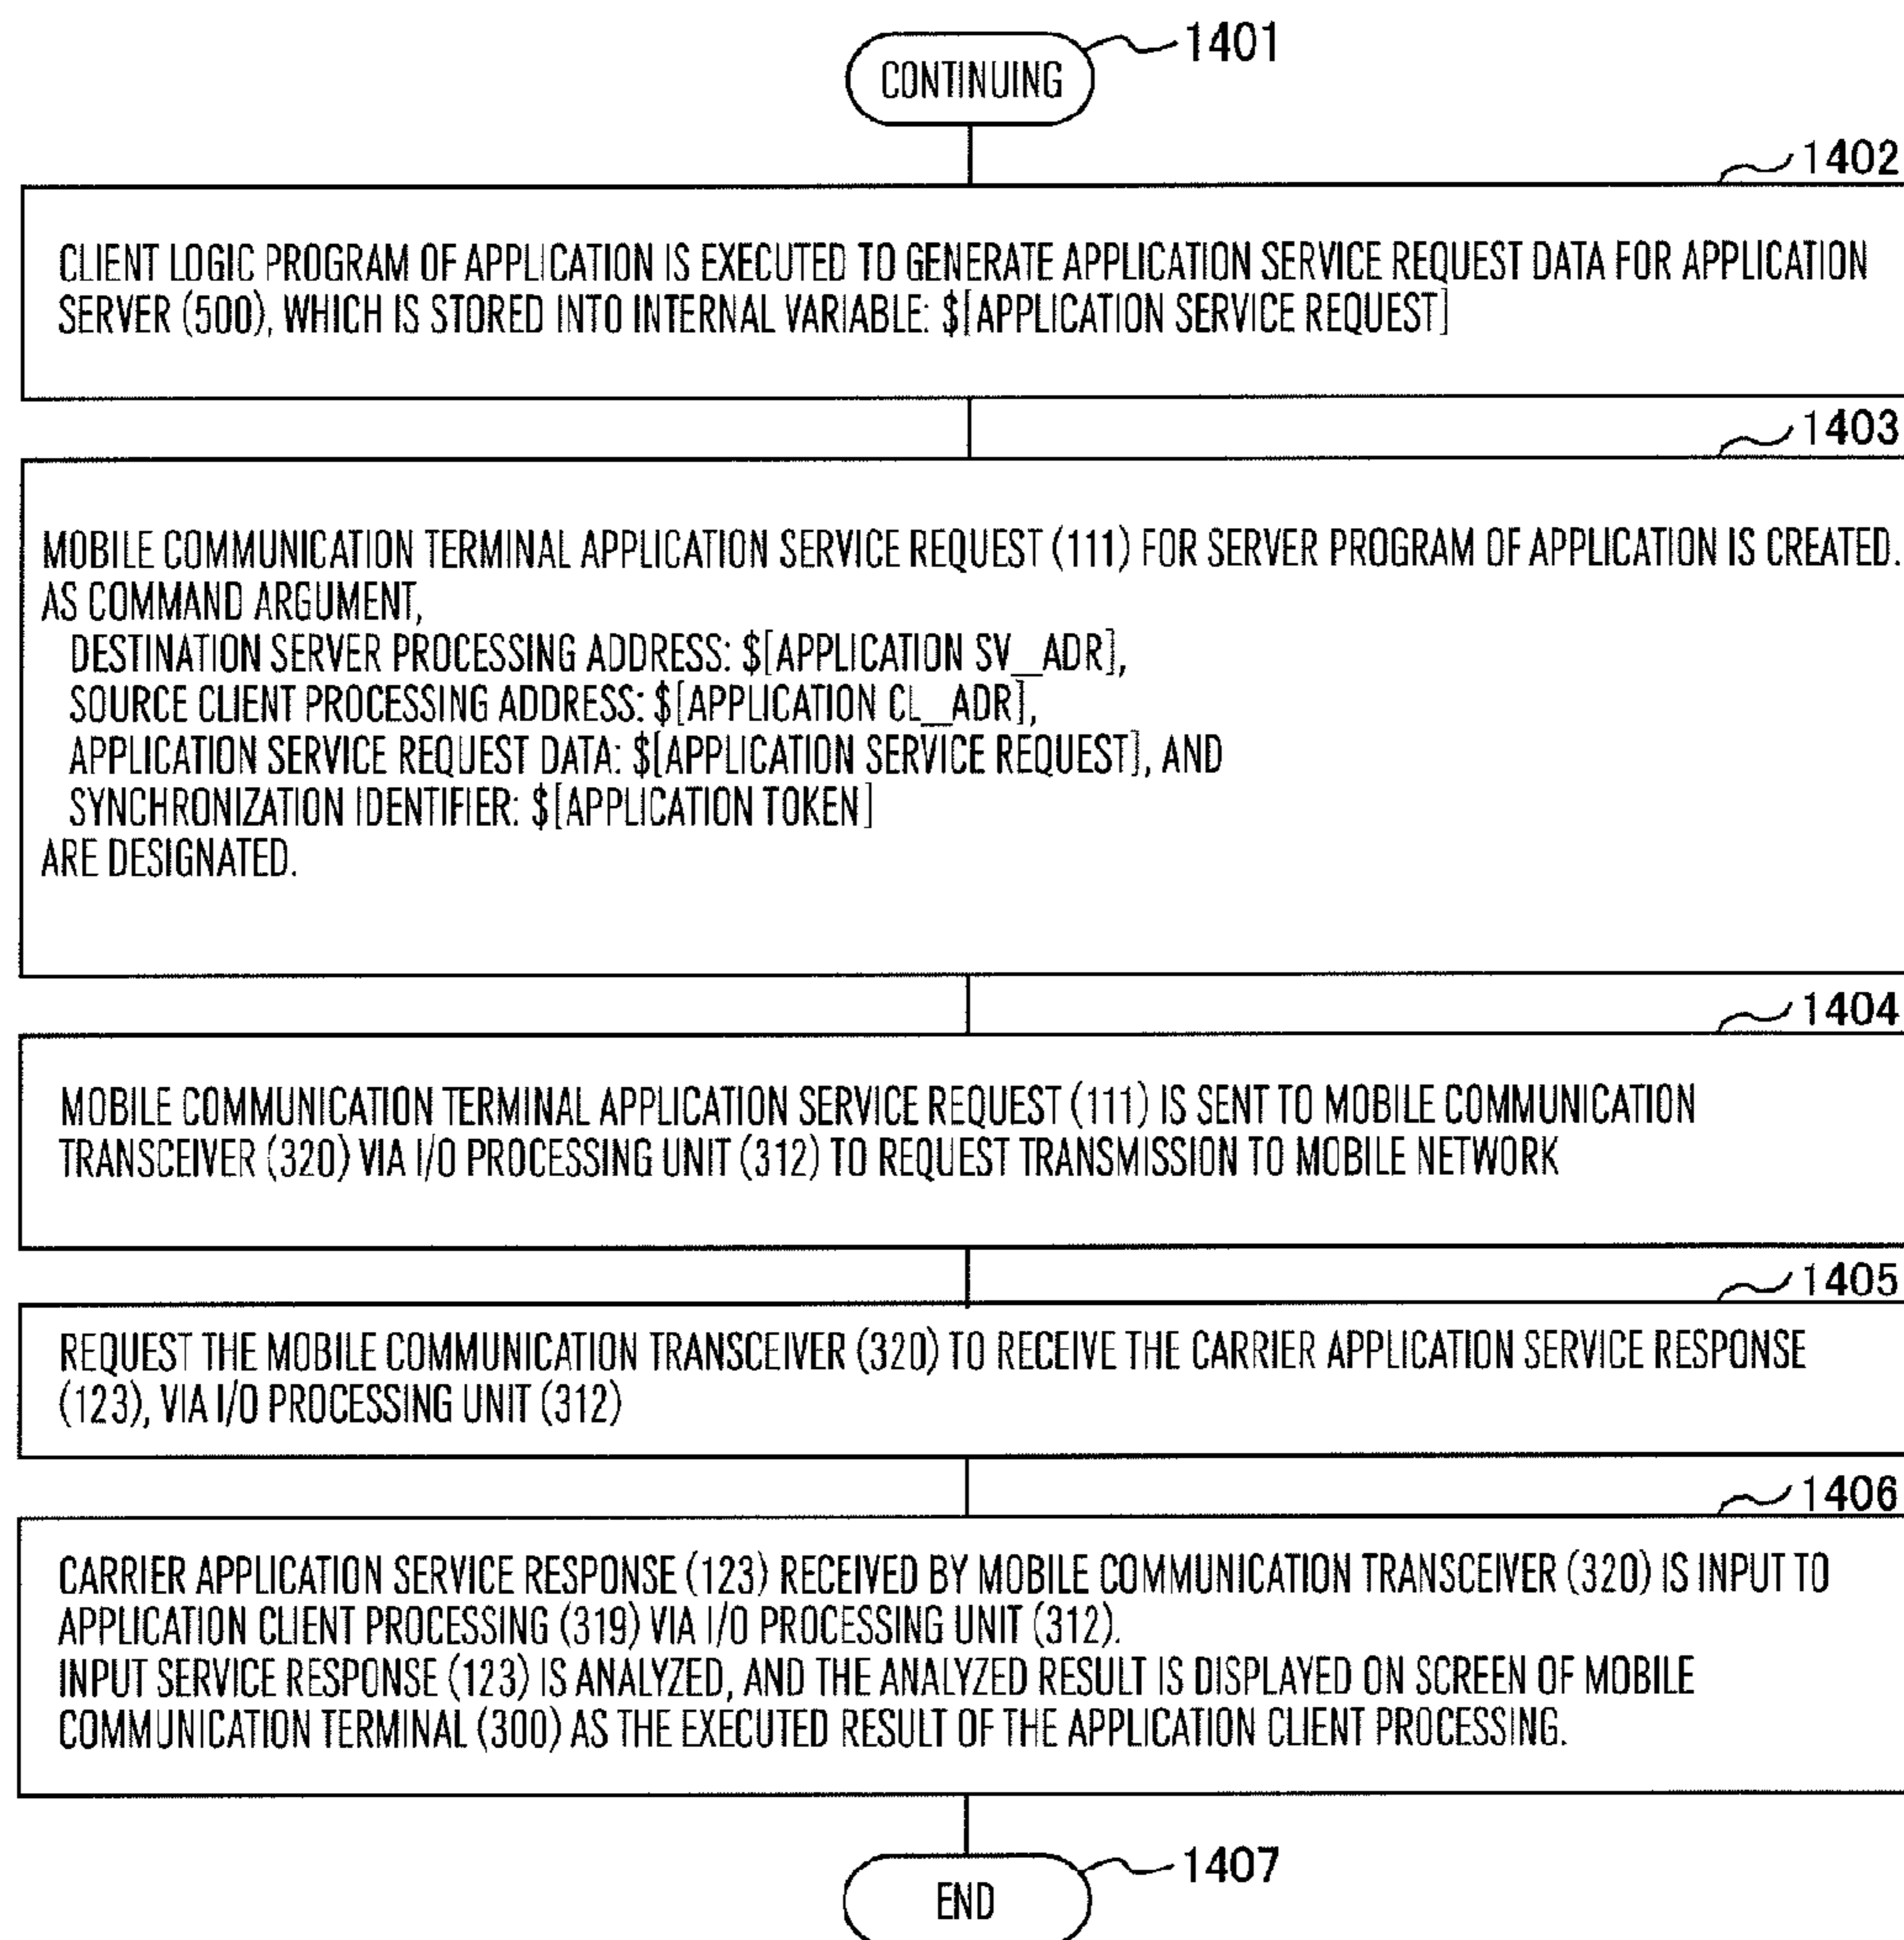 1401
CONTINUING
1402
CLIENT LOGIC PROGRAM OF APPLICATION IS EXECUTED TO GENERATE APPLICATION SERVICE REQUEST DATA FOR APPLICATION
SERVER (500), WHICH IS STORED INTO INTERNAL VARIABLE: $[APPLICATION SERVICE REQUEST]
1403
MOBILE COMMUNICATION TERMINAL APPLICATION SERVICE REQUEST (111) FOR SERVER PROGRAM OF APPLICATION IS CREATED.
AS COMMAND ARGUMENT,
DESTINATION SERVER PROCESSING ADDRESS: $[APPLICATION SV__ADR],
SOURCE CLIENT PROCESSING ADDRESS: $[APPLICATION CL__ADR],
APPLICATION SERVICE REQUEST DATA: $[APPLICATION SERVICE REQUEST], AND
SYNCHRONIZATION IDENTIFIER: $[APPLICATION TOKEN]
ARE DESIGNATED.
1404
MOBILE COMMUNICATION TERMINAL APPLICATION SERVICE REQUEST (111) IS SENT TO MOBILE COMMUNICATION
TRANSCEIVER (320) VIA I/O PROCESSING UNIT (312) TO REQUEST TRANSMISSION TO MOBILE NETWORK
1405
REQUEST THE MOBILE COMMUNICATION TRANSCEIVER (320) TO RECEIVE THE CARRIER APPLICATION SERVICE RESPONSE
(123), VIA I/O PROCESSING UNIT (312)
1406
CARRIER APPLICATION SERVICE RESPONSE (123) RECEIVED BY MOBILE COMMUNICATION TRANSCEIVER (320) IS INPUT TO
APPLICATION CLIENT PROCESSING (319) VIA I/O PROCESSING UNIT (312).
INPUT SERVICE RESPONSE (123) IS ANALYZED, AND THE ANALYZED RESULT IS DISPLAYED ON SCREEN OF MOBILE
COMMUNICATION TERMINAL (300) AS THE EXECUTED RESULT OF THE APPLICATION CLIENT PROCESSING.
1407
END